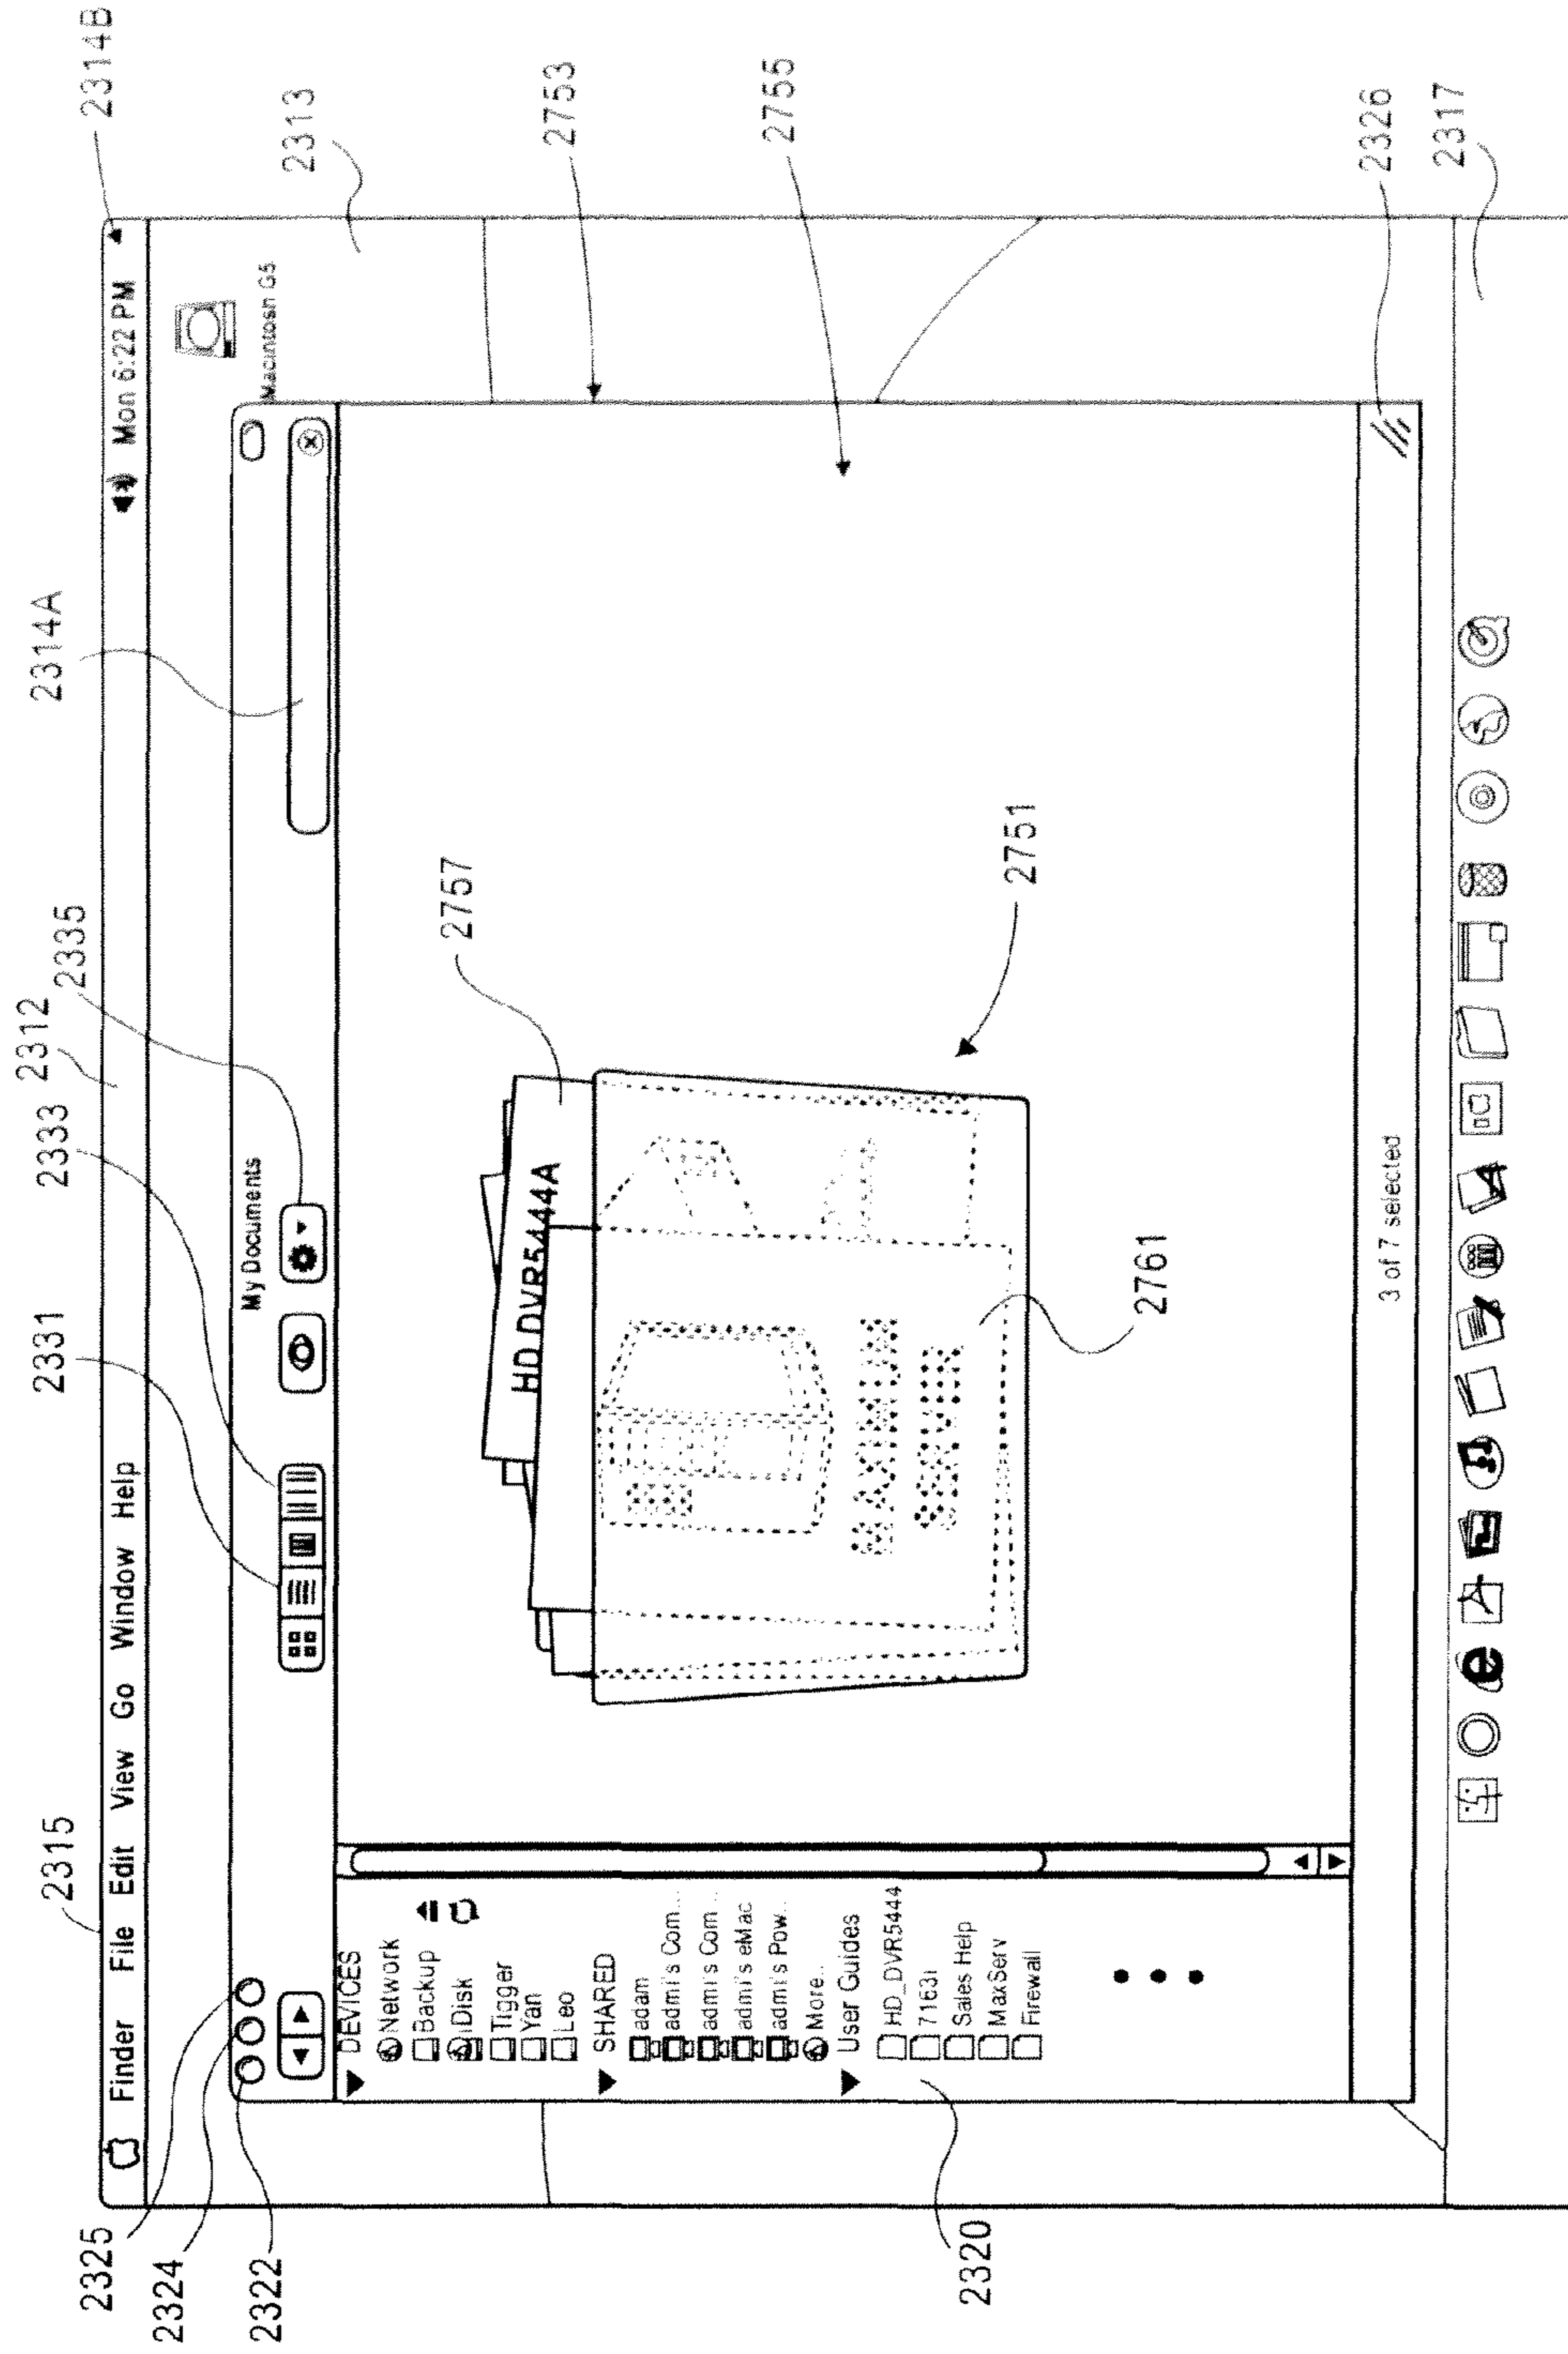 2315
2331
2333
2312
2335
2314A
2314B
2325
2324
2322
Finder File Edit View Go Window Help
Mon 6:22 PM
2313
Macintosh G5
My Documents
2753
2755
DEVICES
Network
Backup
iDisk
Tigger
Yan
Leo
SHARED
adam
admi's Com...
admi's Com...
admi's eMac
admi's Pow...
More..
User Guides
HD_DVR5444
7163i
Sales Help
MaxServ
Firewall
2320
2757
HD DVR5444A
MAXIMUM
SERVER
2751
2761
3 of 7 selected
2326
2317